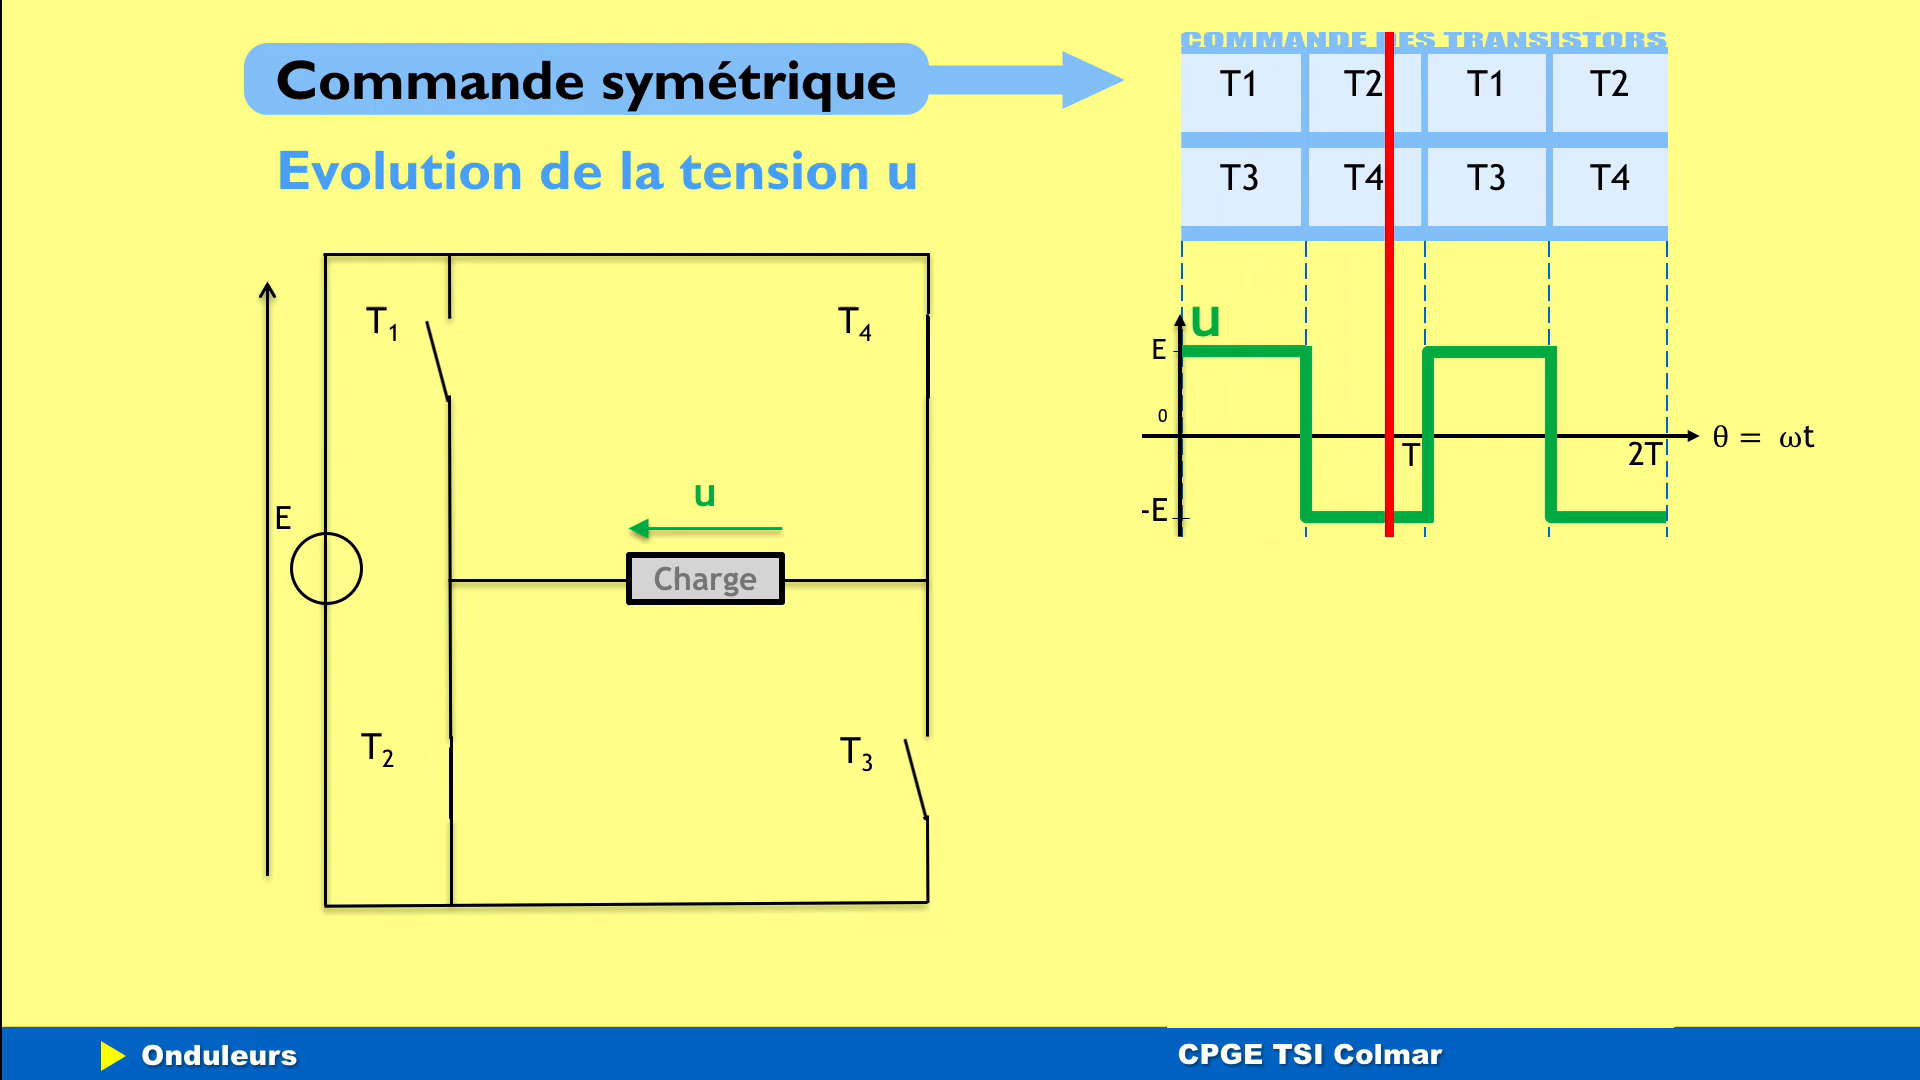 COMMANDE DES TRANSISTORS
Commande symétrique
T1 T2 T1 T2
Evolution de la tension u
T3 T4 T3 T4
T1
T4
u
E
0
T
2T
θ = ωt
-E
E
u
Charge
T2
T3
Onduleurs
CPGE TSI Colmar